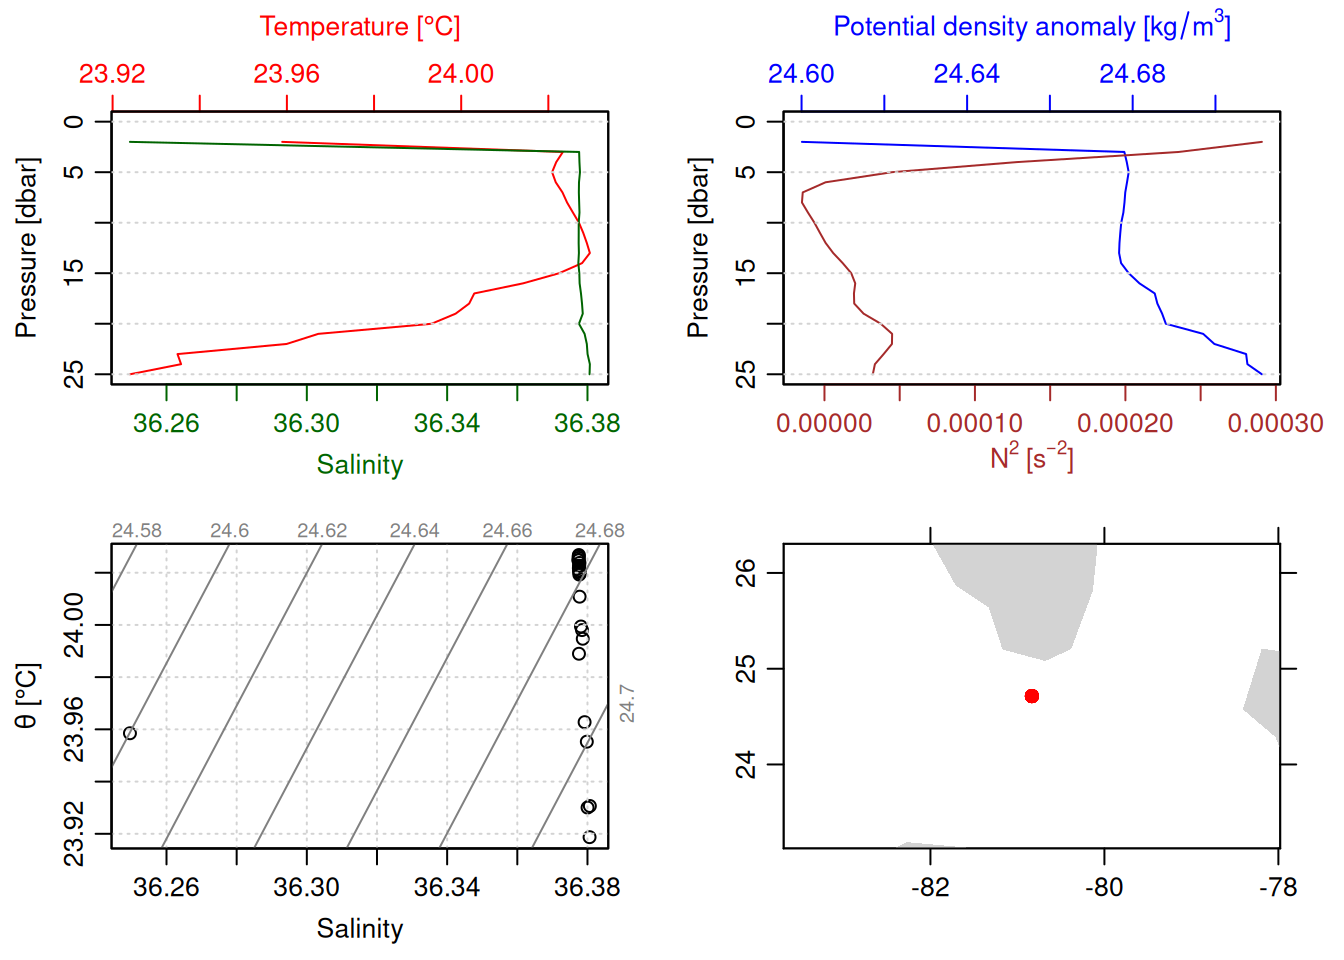 Temperature [°C]
23.92 23.96 24.00
0
5
15
25
Pressure [dbar]
36.26 36.30 36.34 36.38
Salinity
Potential density anomaly [kg/m³]
24.60 24.64 24.68
0
5
15
25
Pressure [dbar]
0.00000 0.00010 0.00020 0.00030
N² [s⁻²]
24.58 24.6 24.62 24.64 24.66 24.68
24.7
24.00
23.96
23.92
θ [°C]
36.26 36.30 36.34 36.38
Salinity
26
25
24
-82 -80 -78